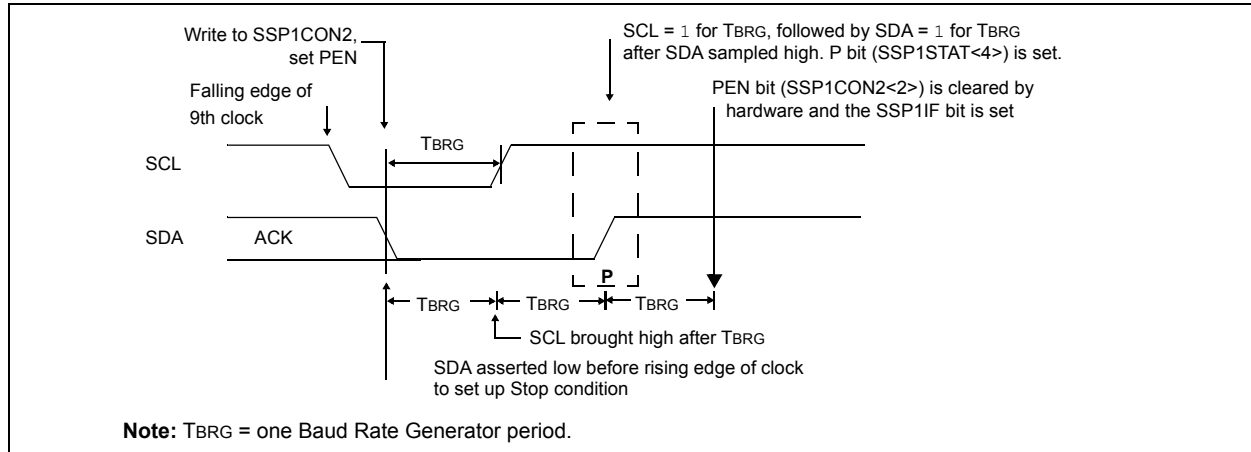 Write to SSP1CON2,
set PEN
SCL = 1 for TBRG, followed by SDA = 1 for TBRG
after SDA sampled high. P bit (SSP1STAT<4>) is set.
Falling edge of
9th clock
PEN bit (SSP1CON2<2>) is cleared by
hardware and the SSP1IF bit is set
TBRG
SCL
SDA
ACK
P
TBRG
TBRG
TBRG
SCL brought high after TBRG
SDA asserted low before rising edge of clock
to set up Stop condition
Note: TBRG = one Baud Rate Generator period.